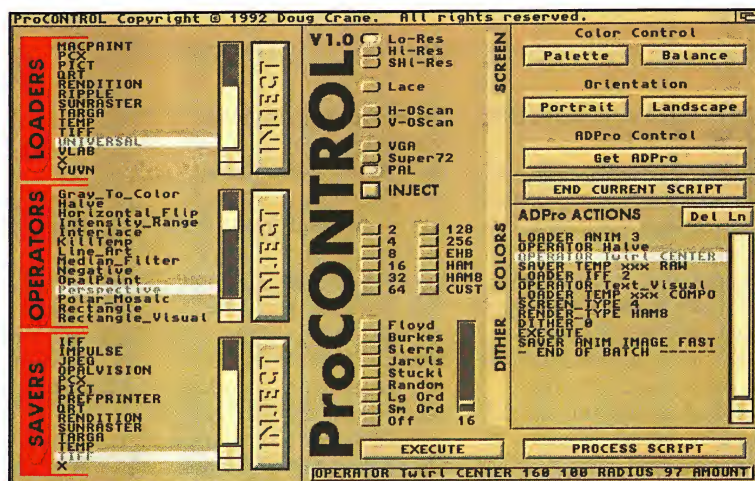 ProCONTROL Copyright © 1992 Doug Crane. All rights reserved.
LOADERS
MACPAINT
PCX
PICT
QRT
RENDITION
RIPPLE
SUNRASTER
TARGA
TEMP
TIFF
UNIVERSAL
VLAB
X
YUVN
INJECT
OPERATORS
Gray_To_Color
Halve
Horizontal_Flip
Intensity_Range
Interlace
KillTemp
Line_Art
Median_Filter
Negative
OpalPaint
Perspective
Polar_Mosaic
Rectangle
Rectangle_Visual
INJECT
SAVERS
IFF
IMPULSE
JPEG
OPALVISION
PCX
PICT
PREFPRINTER
QRT
RENDITION
SUNRASTER
TARGA
TEMP
TIFF
X
INJECT
V1.0
ProCONTROL
SCREEN
Lo-Res
Hi-Res
SHi-Res
Lace
H-OScan
V-OScan
VGA
Super72
PAL
INJECT
COLORS
2
4
8
16
32
64
128
256
EHB
HAM
HAM8
CUST
DITHER
Floyd
Burkes
Sierra
Jarvis
Stucki
Random
Lg Ord
Sm Ord
Off
16
EXECUTE
Color Control
Palette
Balance
Orientation
Portrait
Landscape
ADPro Control
Get ADPro
END CURRENT SCRIPT
ADPro ACTIONS
Del Ln
LOADER ANIM 3
OPERATOR Halve
OPERATOR Twirl CENTER
SAVER TEMP xxx RAW
LOADER IFF 2
OPERATOR Text_Visual
LOADER TEMP xxx COMPO
SCREEN_TYPE 4
RENDER_TYPE HAM8
DITHER 0
EXECUTE
SAVER ANIM IMAGE FAST
- END OF BATCH ------
PROCESS SCRIPT
OPERATOR Twirl CENTER 160 100 RADIUS 97 AMOUNT